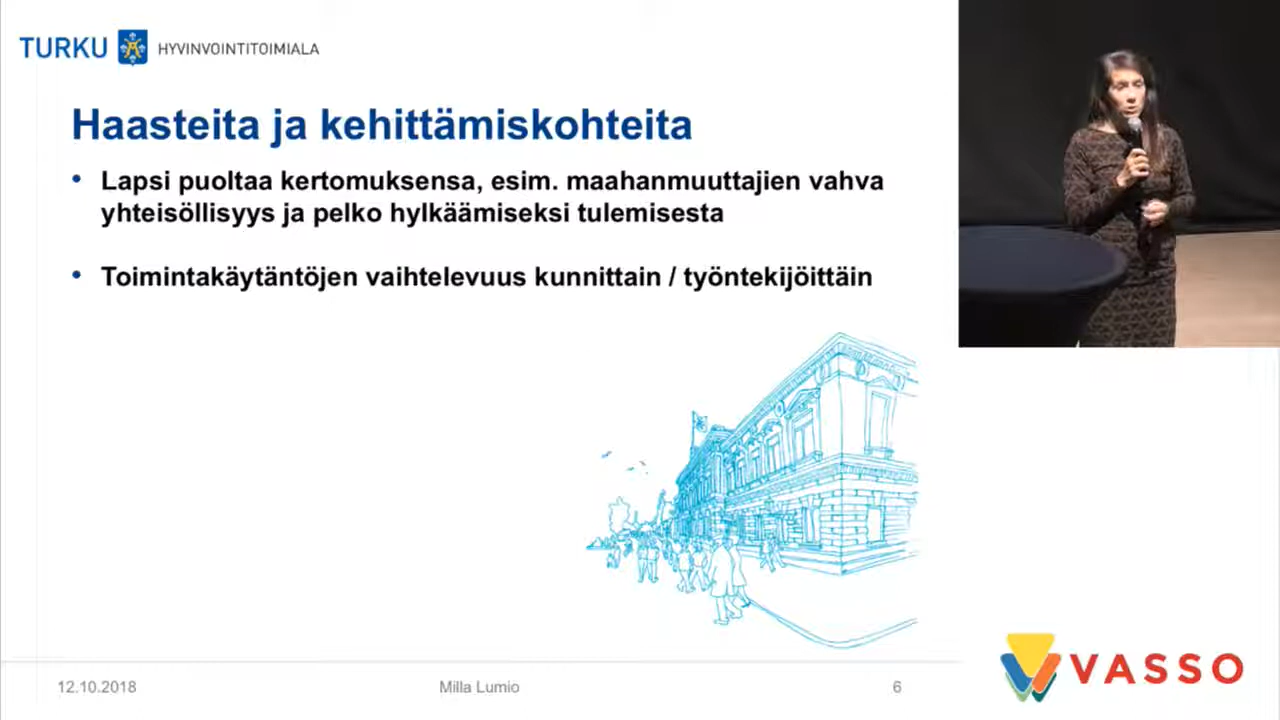 TURKU HYVINVOINTITOIMIALA
Haasteita ja kehittämiskohteita
• Lapsi puoltaa kertomuksensa, esim. maahanmuuttajien vahva
yhteisöllisyys ja pelko hylkäämiseksi tulemisesta
• Toimintakäytäntöjen vaihtelevuus kunnittain / työntekijöittäin
12.10.2018 Milla Lumio 6
VASSO